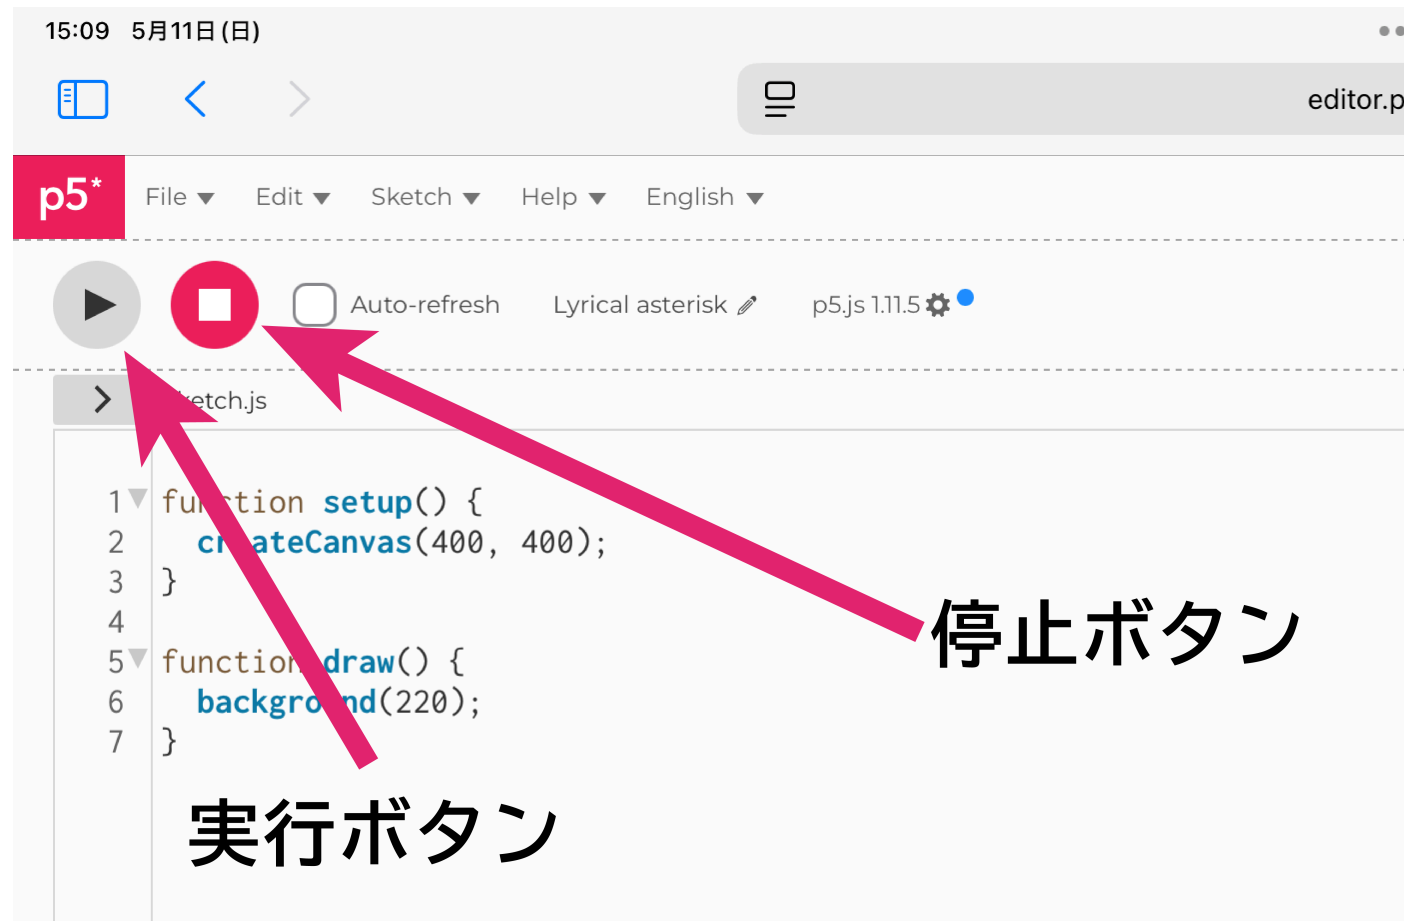 15:09 5月11日(日)
editor.p
p5*
File Edit Sketch Help English
Auto-refresh Lyrical asterisk p5.js 1.11.5
etch.js
1 function setup() {
2 createCanvas(400, 400);
3 }
4
5 function draw() {
6 background(220);
7 }
停止ボタン
実行ボタン